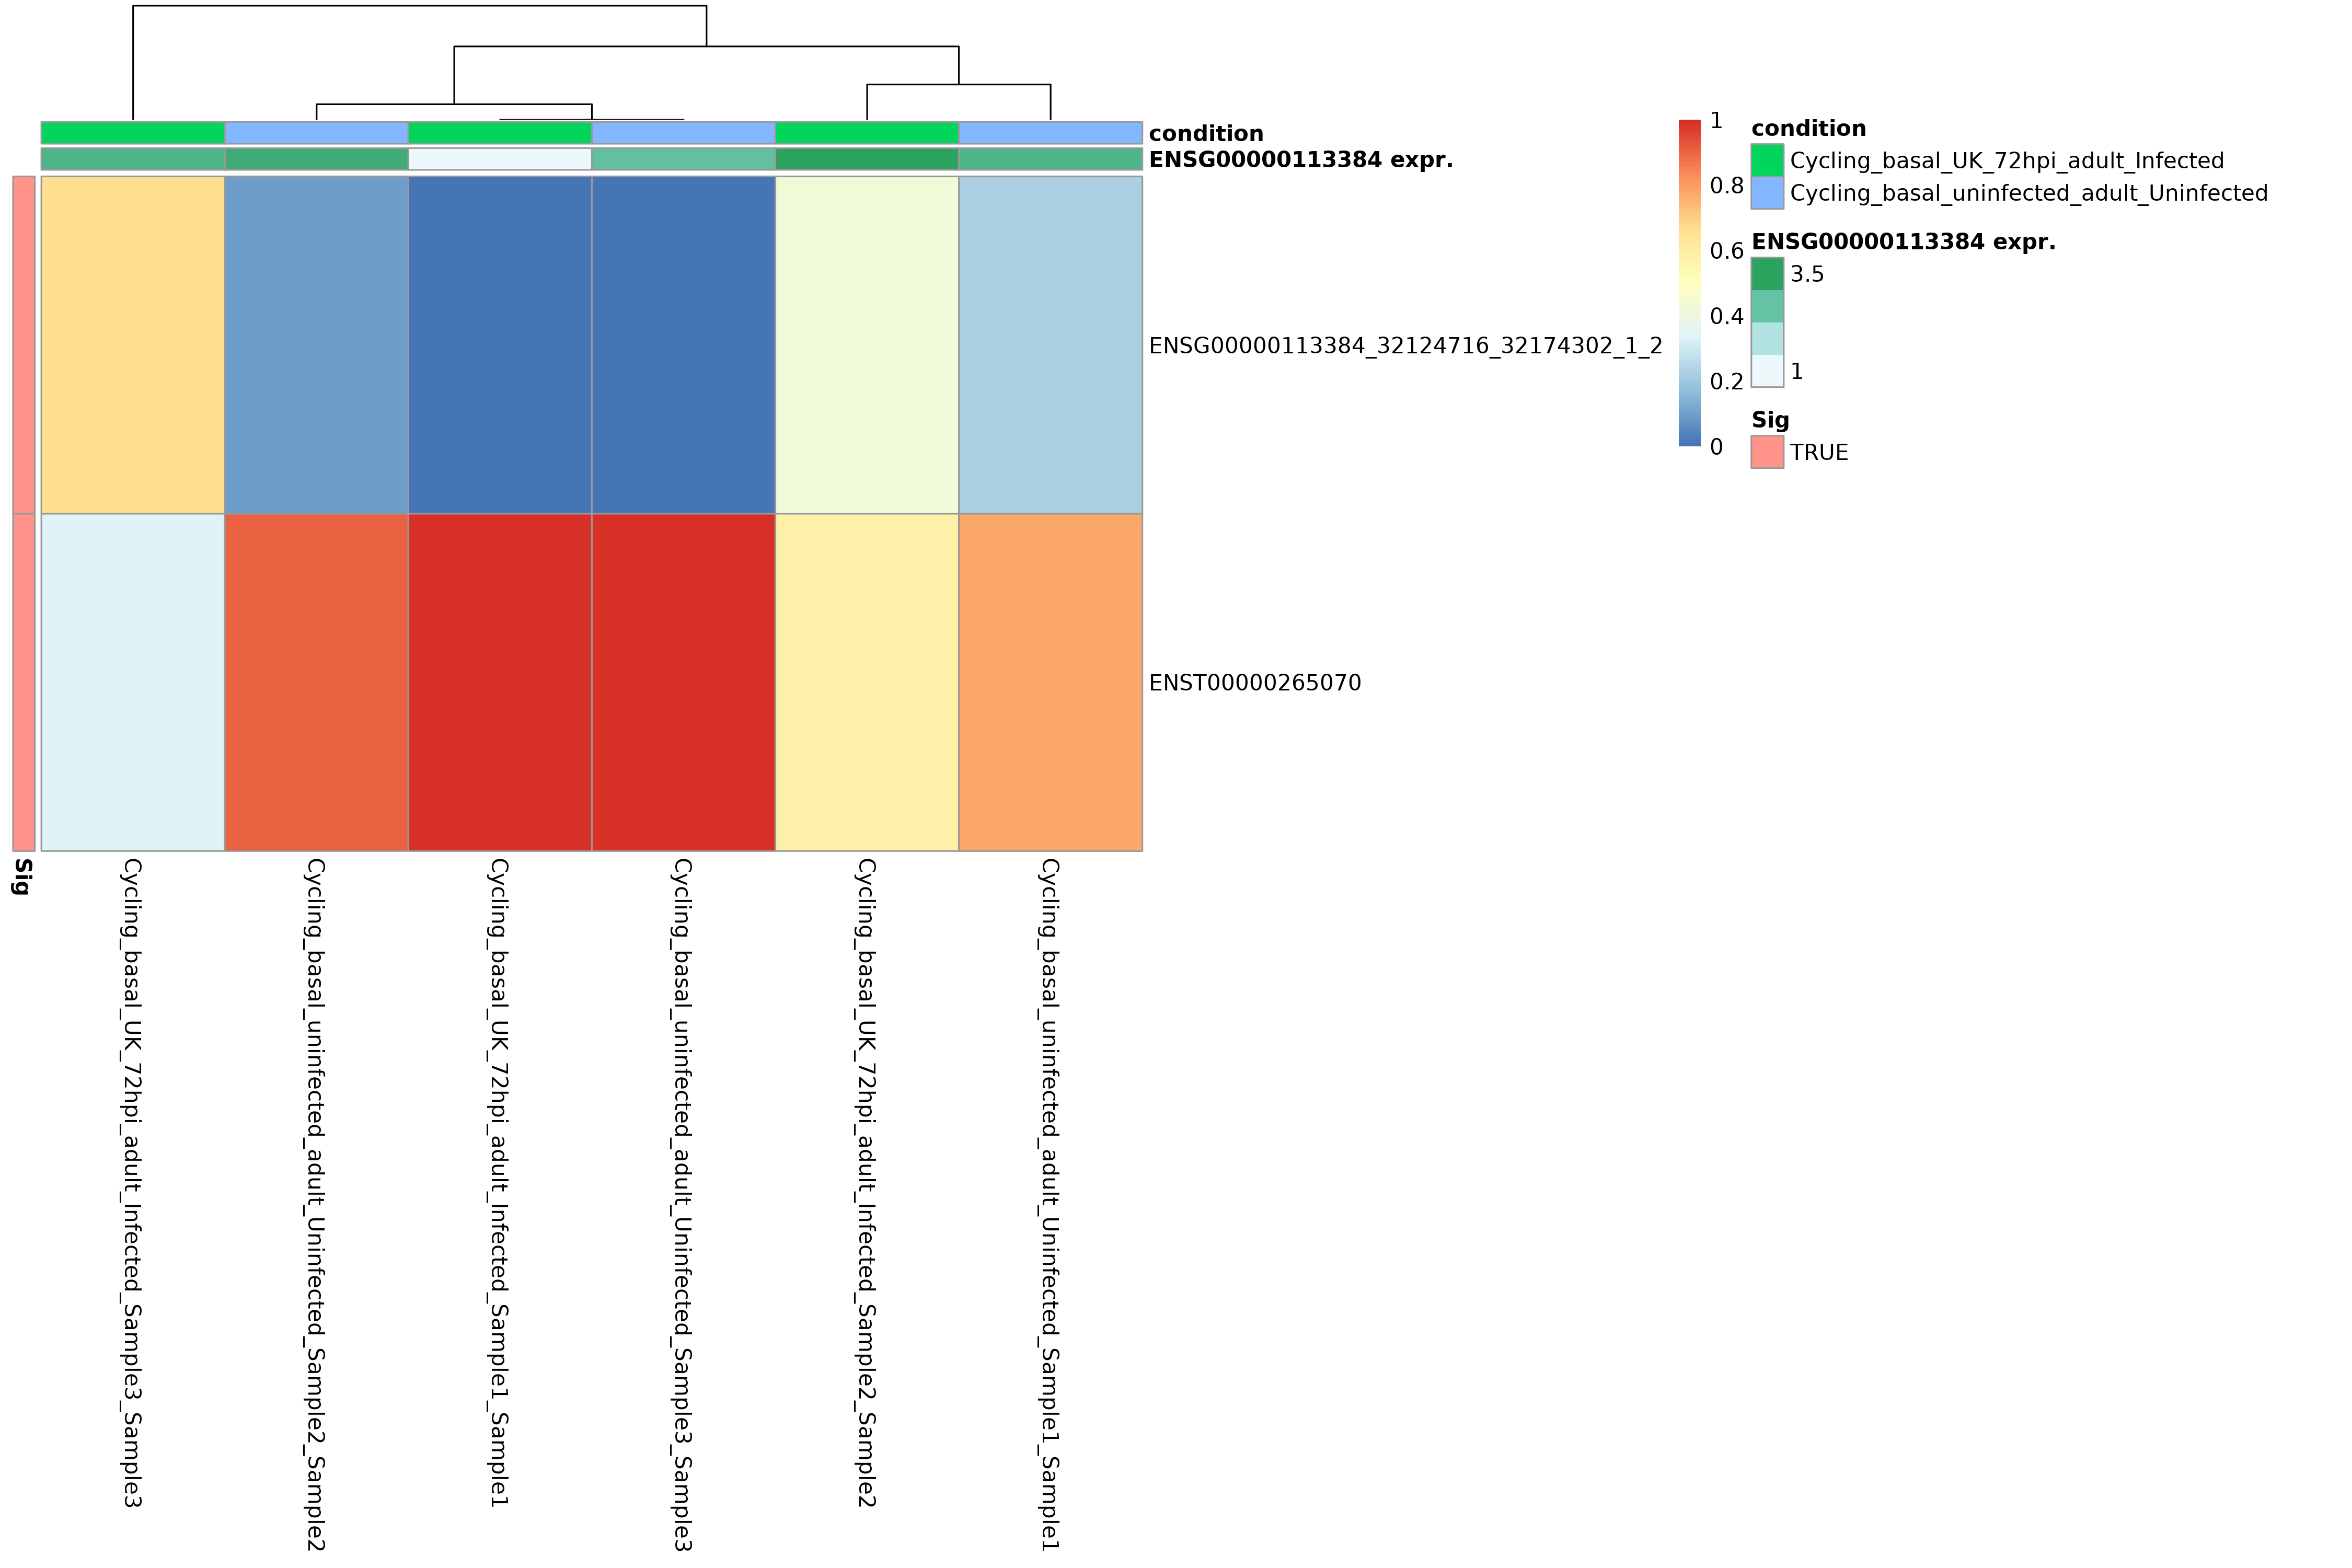 condition
ENSG00000113384 expr.
ENSG00000113384_32124716_32174302_1_2
ENST00000265070
Sig
Cycling_basal_UK_72hpi_adult_Infected_Sample3_Sample3
Cycling_basal_uninfected_adult_Uninfected_Sample2_Sample2
Cycling_basal_UK_72hpi_adult_Infected_Sample1_Sample1
Cycling_basal_uninfected_adult_Uninfected_Sample3_Sample3
Cycling_basal_UK_72hpi_adult_Infected_Sample2_Sample2
Cycling_basal_uninfected_adult_Uninfected_Sample1_Sample1
1
0.8
0.6
0.4
0.2
0
condition
Cycling_basal_UK_72hpi_adult_Infected
Cycling_basal_uninfected_adult_Uninfected
ENSG00000113384 expr.
3.5
1
Sig
TRUE